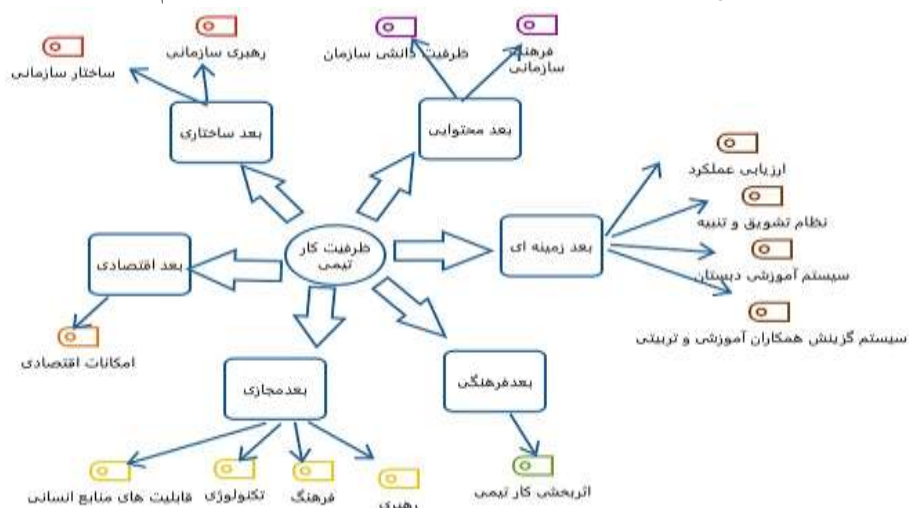 فرهنگ
سازمانی
ظرفیت دانشی سازمان
رهبری سازمانی
ساختار سازمانی
بعد محتوایی
بعد ساختاری
ارزیابی عملکرد
نظام تشویق و تنبیه
بعد زمینه ای
ظرفیت کار
تیمی
بعد اقتصادی
سیستم آموزشی دبستان
سیستم گزینش همکاران آموزشی و تربیتی
امکانات اقتصادی
بعدفرهنگی
بعدمجازی
اثربخشی کار تیمی
رهبری
فرهنگ
تکنولوژی
قابلیت های منابع انسانی